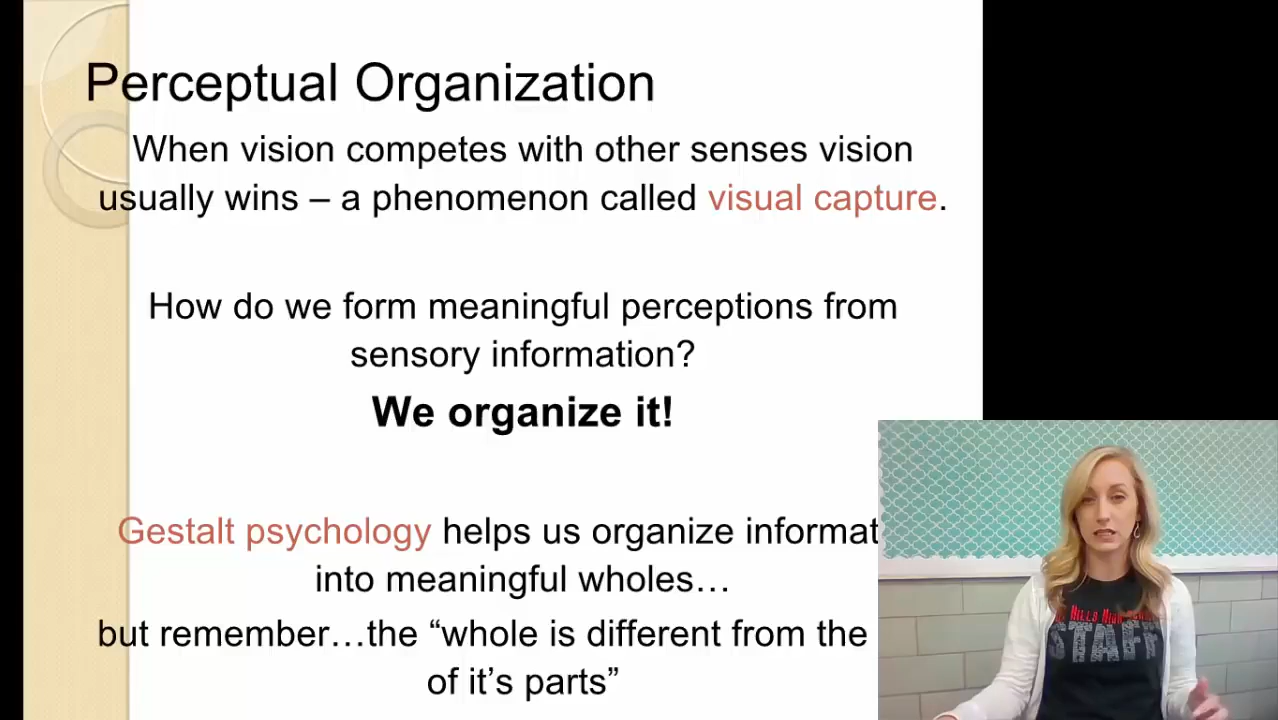 Perceptual Organization
When vision competes with other senses vision
usually wins – a phenomenon called visual capture.
How do we form meaningful perceptions from
sensory information?
We organize it!
Gestalt psychology helps us organize informat
into meaningful wholes…
but remember…the “whole is different from the
of it’s parts”
STAFF